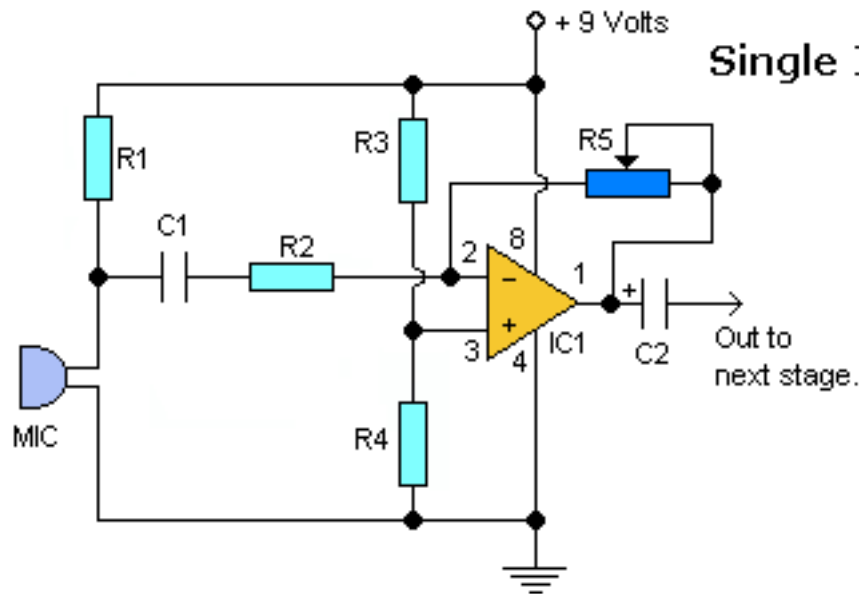 + 9 Volts
Single
R1
R3
R5
C1
R2
2
8
1
-
+
3
4
IC1
+
C2
Out to
next stage.
MIC
R4